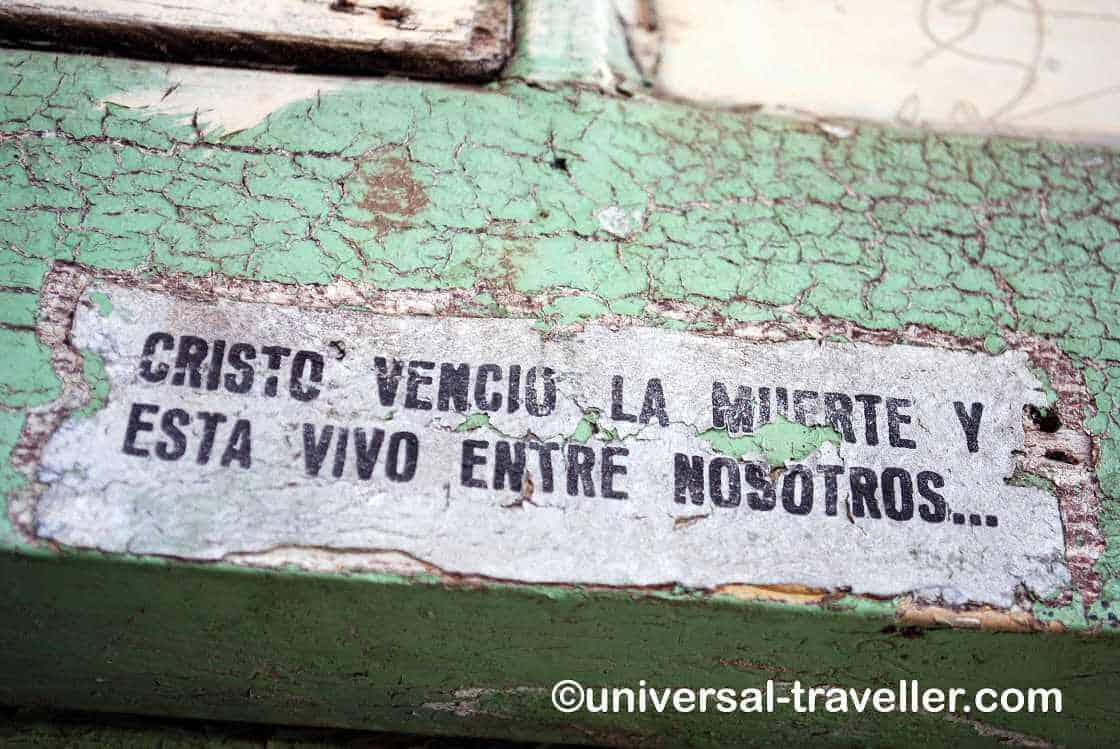 CRISTO VENCIO LA MUERTE Y
ESTA VIVO ENTRE NOSOTROS...
©universal-traveller.com